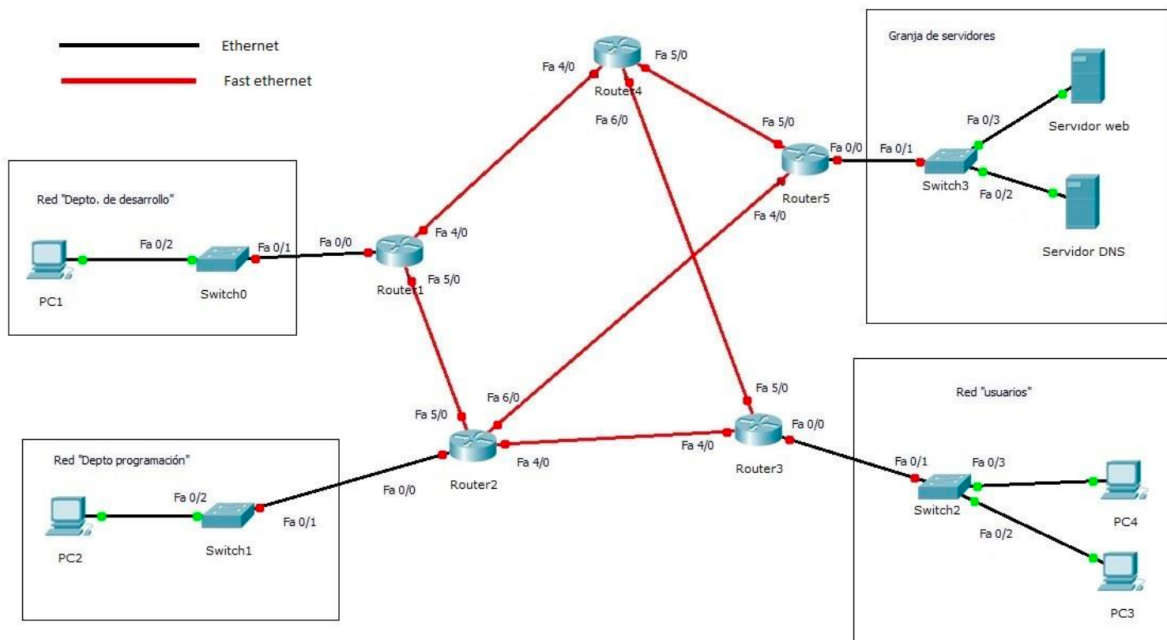 Ethernet
Fast ethernet
Granja de servidores
Fa 5/0
Fa 4/0
Router4
Fa 6/0
Fa 5/0
Fa 0/0
Fa 0/1
Fa 0/3
Servidor web
Router5
Switch3
Fa 0/2
Fa 4/0
Servidor DNS
Red "Depto. de desarrollo"
Fa 0/2
Fa 0/1
Fa 0/0
Fa 4/0
PC1
Switch0
Router1
Fa 5/0
Fa 5/0
Fa 6/0
Fa 5/0
Fa 0/0
Red "usuarios"
Red "Depto programación"
Fa 4/0
Fa 4/0
Router2
Router3
Fa 0/0
Fa 0/1
Fa 0/3
Fa 0/2
Fa 0/1
Switch2
PC4
Fa 0/2
PC2
Switch1
PC3